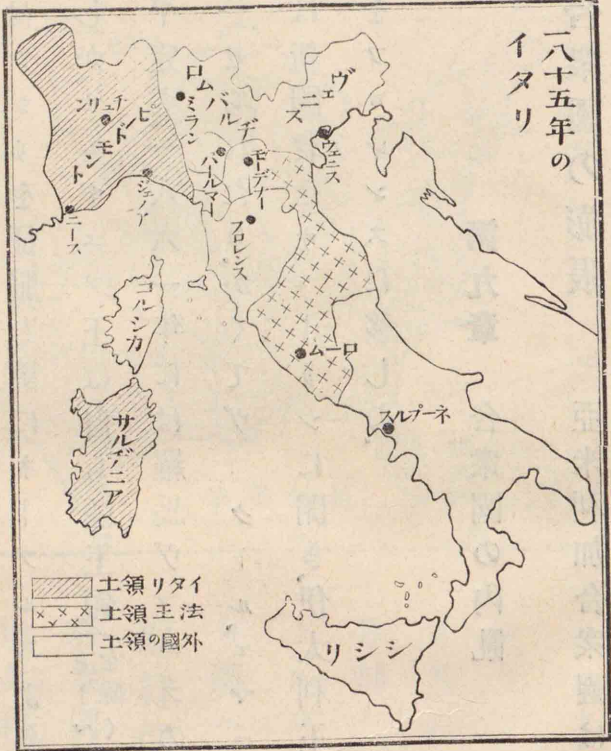 一八十五年の
イタリ
ヴェニス
ロムバルヂ
ミラン
チュリン
ピードモント
ウェニス
パールマー
モーデナー
ジェノア
ニース
フロレンス
コルシカ
ローム
サルヂニア
ネープルス
シシリ
イタリ領土
法王領土
外國の領土